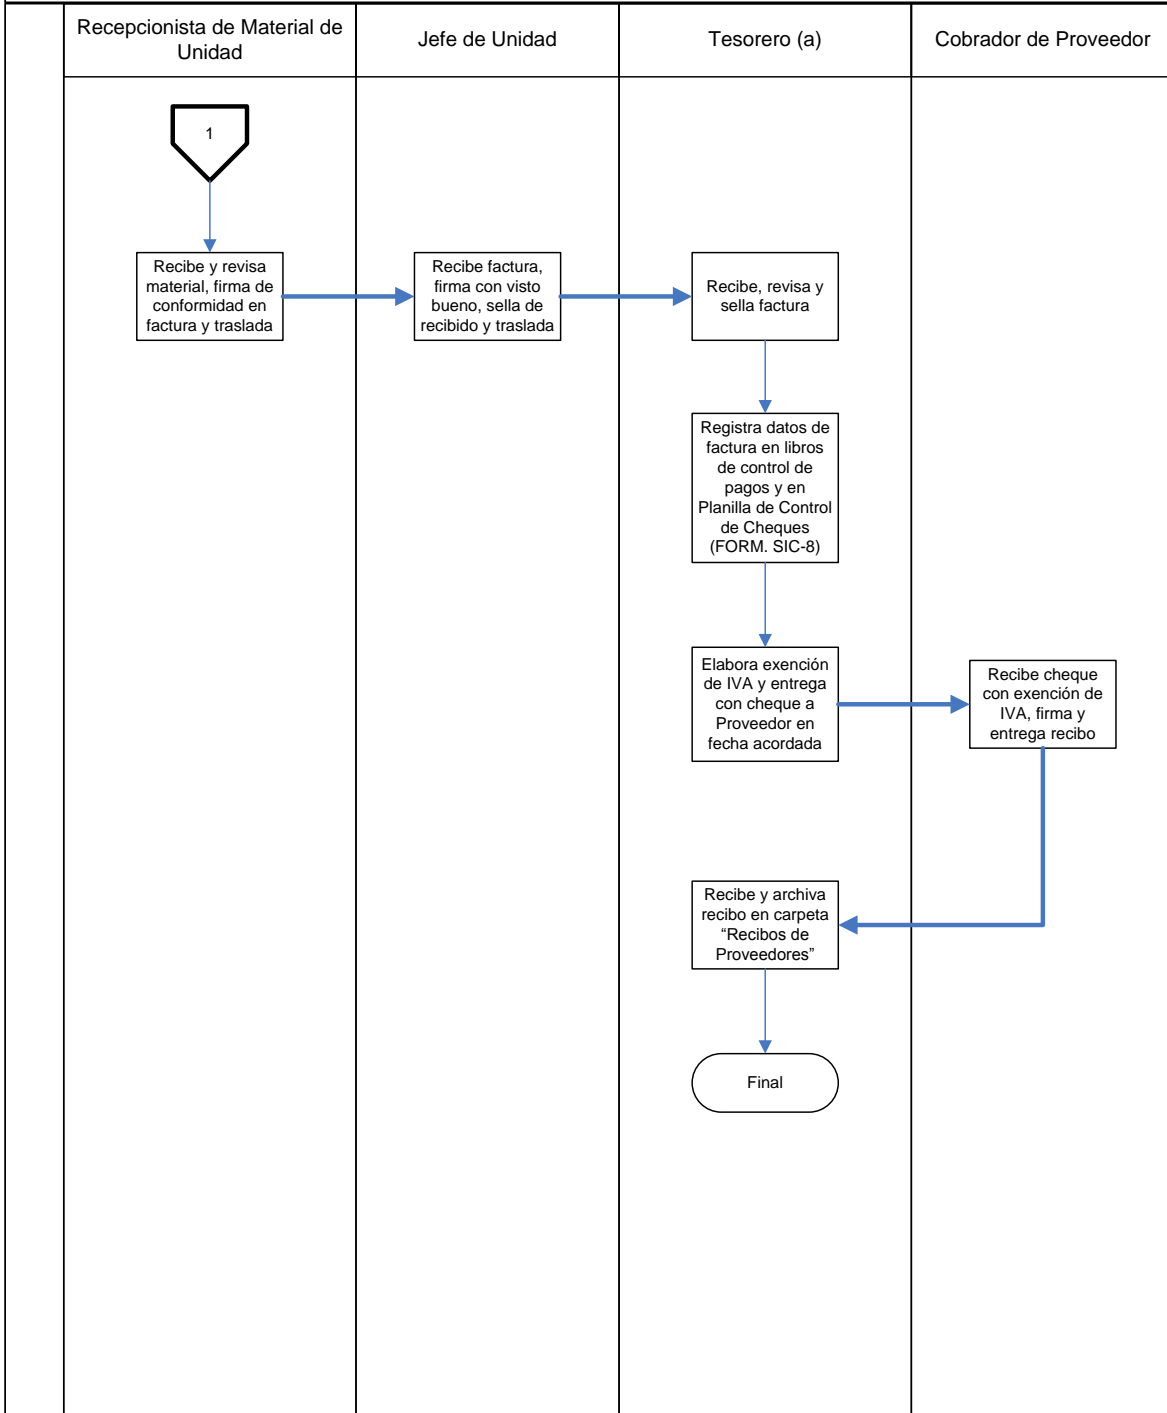 Recepcionista de Material de
Unidad
Jefe de Unidad
Tesorero (a)
Cobrador de Proveedor
1
Recibe y revisa
material, firma de
conformidad en
factura y traslada
Recibe factura,
firma con visto
bueno, sella de
recibido y traslada
Recibe, revisa y
sella factura
Registra datos de
factura en libros
de control de
pagos y en
Planilla de Control
de Cheques
(FORM. SIC-8)
Elabora exención
de IVA y entrega
con cheque a
Proveedor en
fecha acordada
Recibe cheque
con exención de
IVA, firma y
entrega recibo
Recibe y archiva
recibo en carpeta
“Recibos de
Proveedores”
Final